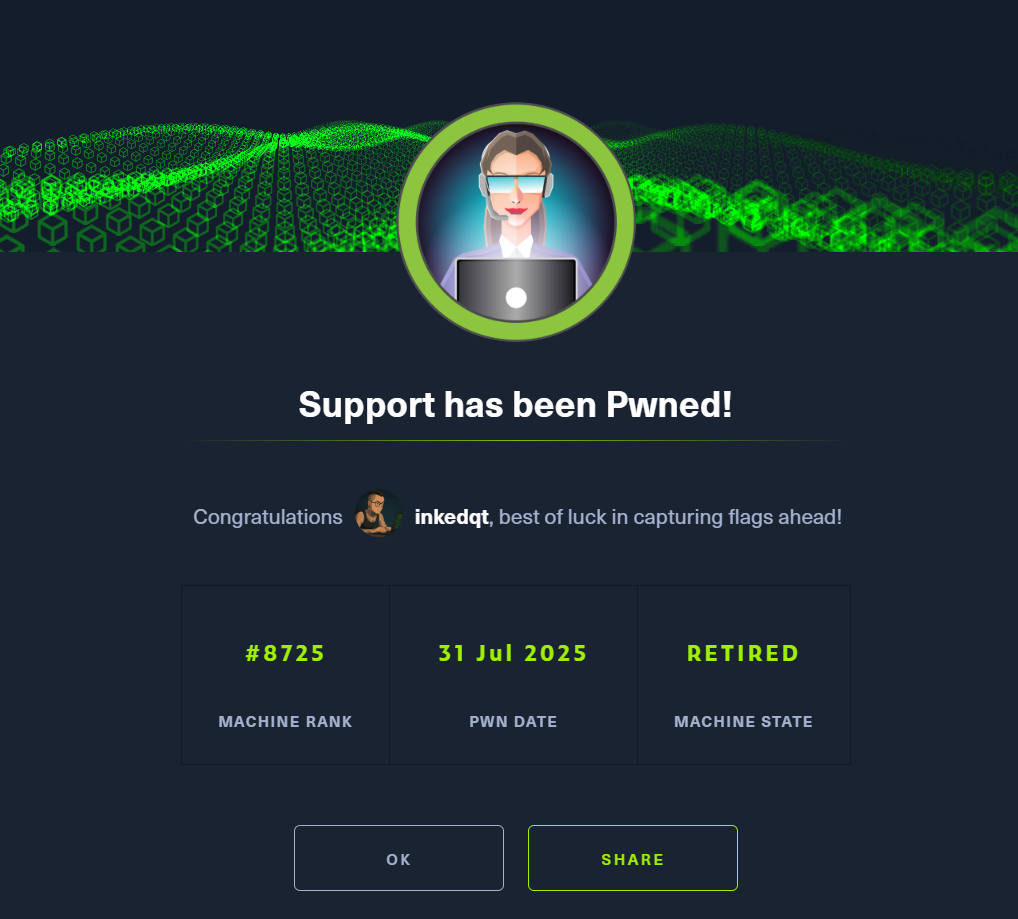 Support has been Pwned!
Congratulations inkedqt, best of luck in capturing flags ahead!
#8725 31 Jul 2025 RETIRED
MACHINE RANK PWN DATE MACHINE STATE
OK SHARE